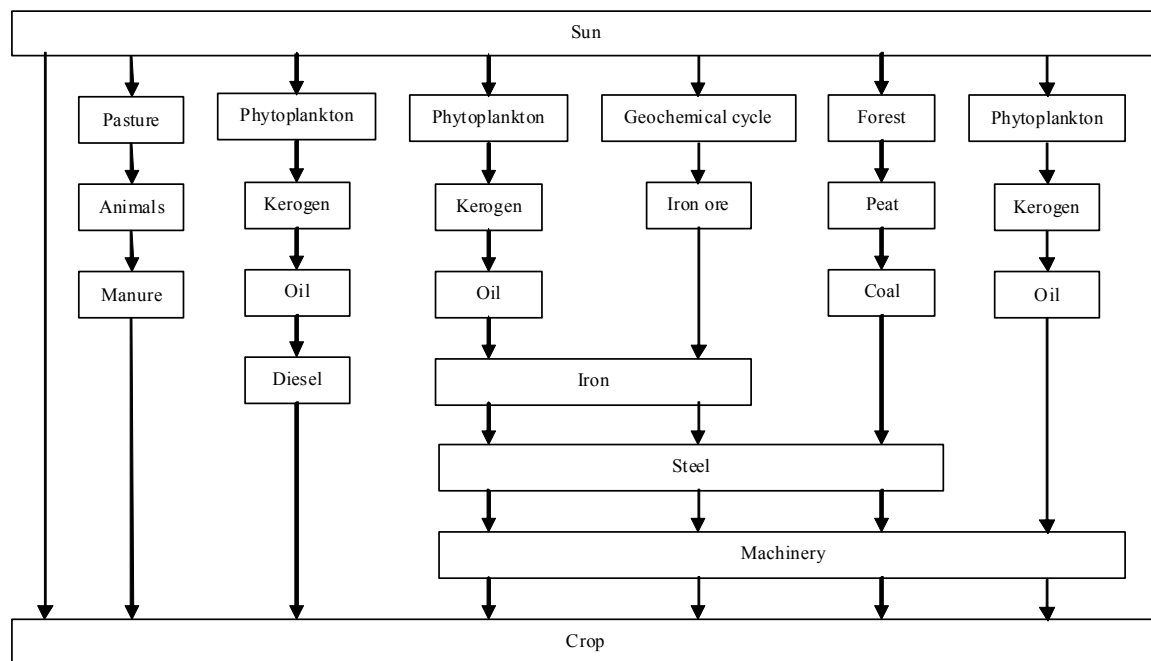 Sun
Pasture
Phytoplankton
Phytoplankton
Geochemical cycle
Forest
Phytoplankton
Animals
Kerogen
Kerogen
Iron ore
Peat
Kerogen
Manure
Oil
Oil
Coal
Oil
Diesel
Iron
Steel
Machinery
Crop